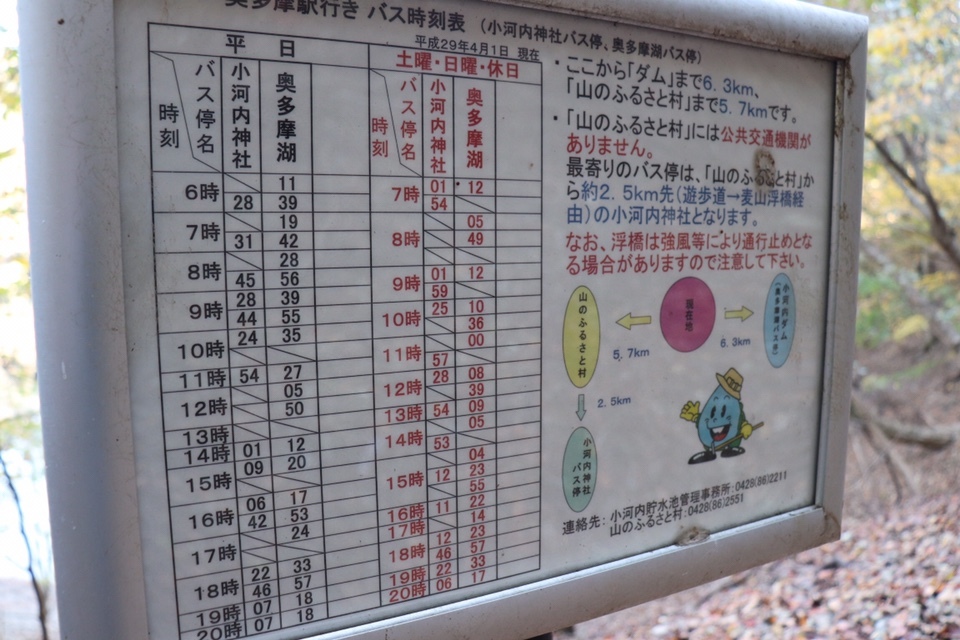 奥多摩駅行き バス時刻表 (小河内神社バス停、奥多摩湖バス停)
平成29年4月1日 現在
平 日
バス停名
時刻
小河内神社
奥多摩湖
6時 11
28 39
7時 19
31 42
8時 28
45 56
9時 28 39
44 55
10時 24 35
11時 54 27
12時 05
50
13時
14時 01 12
15時 09 20
16時 06 17
42 53
17時 24
18時 22 33
46 57
19時 07 18
20時 07 18
土曜・日曜・休日
バス停名
時刻
小河内神社
奥多摩湖
7時 01 12
54
8時 05
49
9時 01 12
59
10時 25 10
36
11時 00
57
12時 28 08
39
13時 54 09
14時 05
53
15時 04
12 23
55
16時 11 22
17時 14
18時 12 23
46 57
19時 22 33
20時 06 17
・ここから「ダム」まで6.3km、
「山のふるさと村」まで5.7kmです。
・「山のふるさと村」には公共交通機関が
ありません。
最寄りのバス停は、「山のふるさと村」か
ら約2.5km先(遊歩道→麦山浮橋経
由)の小河内神社となります。
なお、浮橋は強風等により通行止めとな
る場合がありますので注意して下さい。
山のふるさと村
現在地
小河内ダム
(奥多摩湖バス停)
5.7km
6.3km
2.5km
小河内神社
バス停
連絡先:小河内貯水池管理事務所:0428(86)2211
山のふるさと村:0428(86)2551